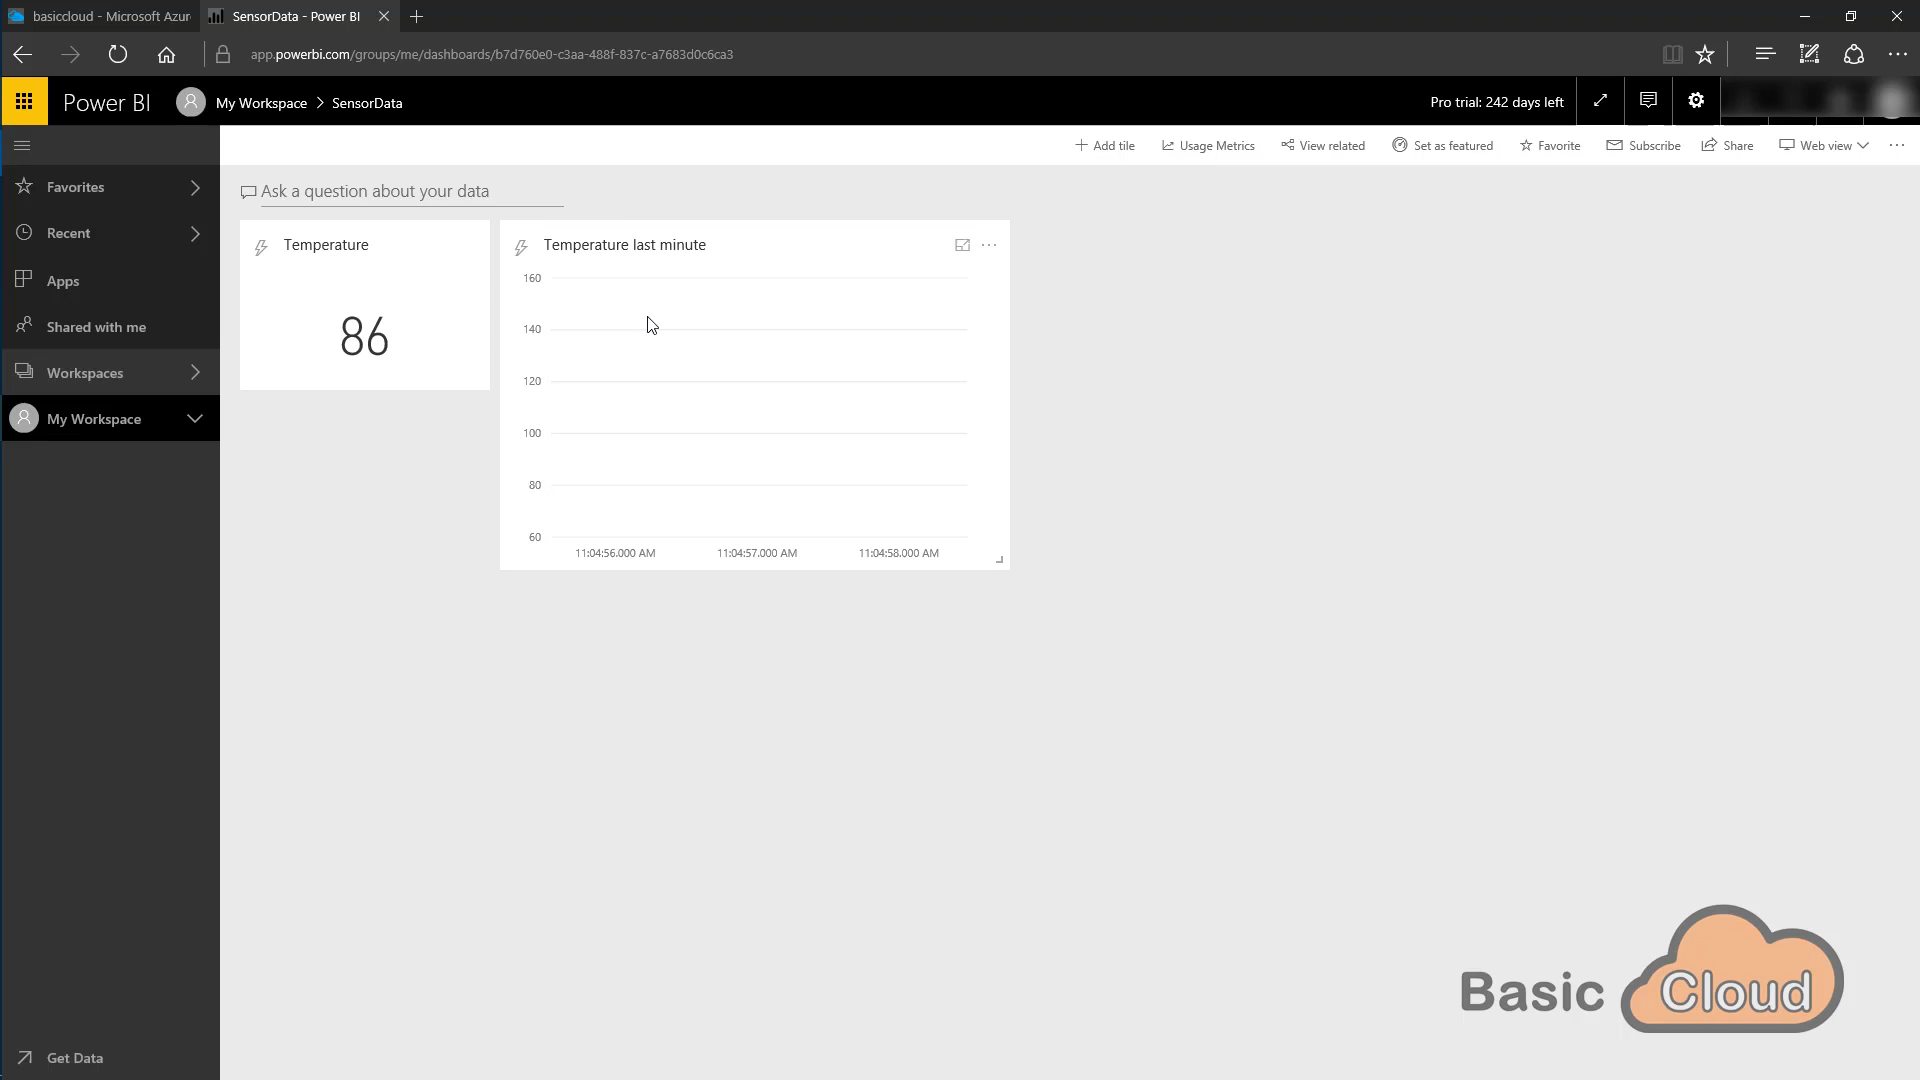 basiccloud - Microsoft Azur
SensorData - Power BI
app.powerbi.com/groups/me/dashboards/b7d760e0-c3aa-488f-837c-a7683d0c6ca3
Power BI
My Workspace > SensorData
Pro trial: 242 days left
Add tile
Usage Metrics
View related
Set as featured
Favorite
Subscribe
Share
Web view
Favorites
Recent
Apps
Shared with me
Workspaces
My Workspace
Get Data
Ask a question about your data
Temperature
86
Temperature last minute
160
140
120
100
80
60
11:04:56.000 AM
11:04:57.000 AM
11:04:58.000 AM
Basic Cloud